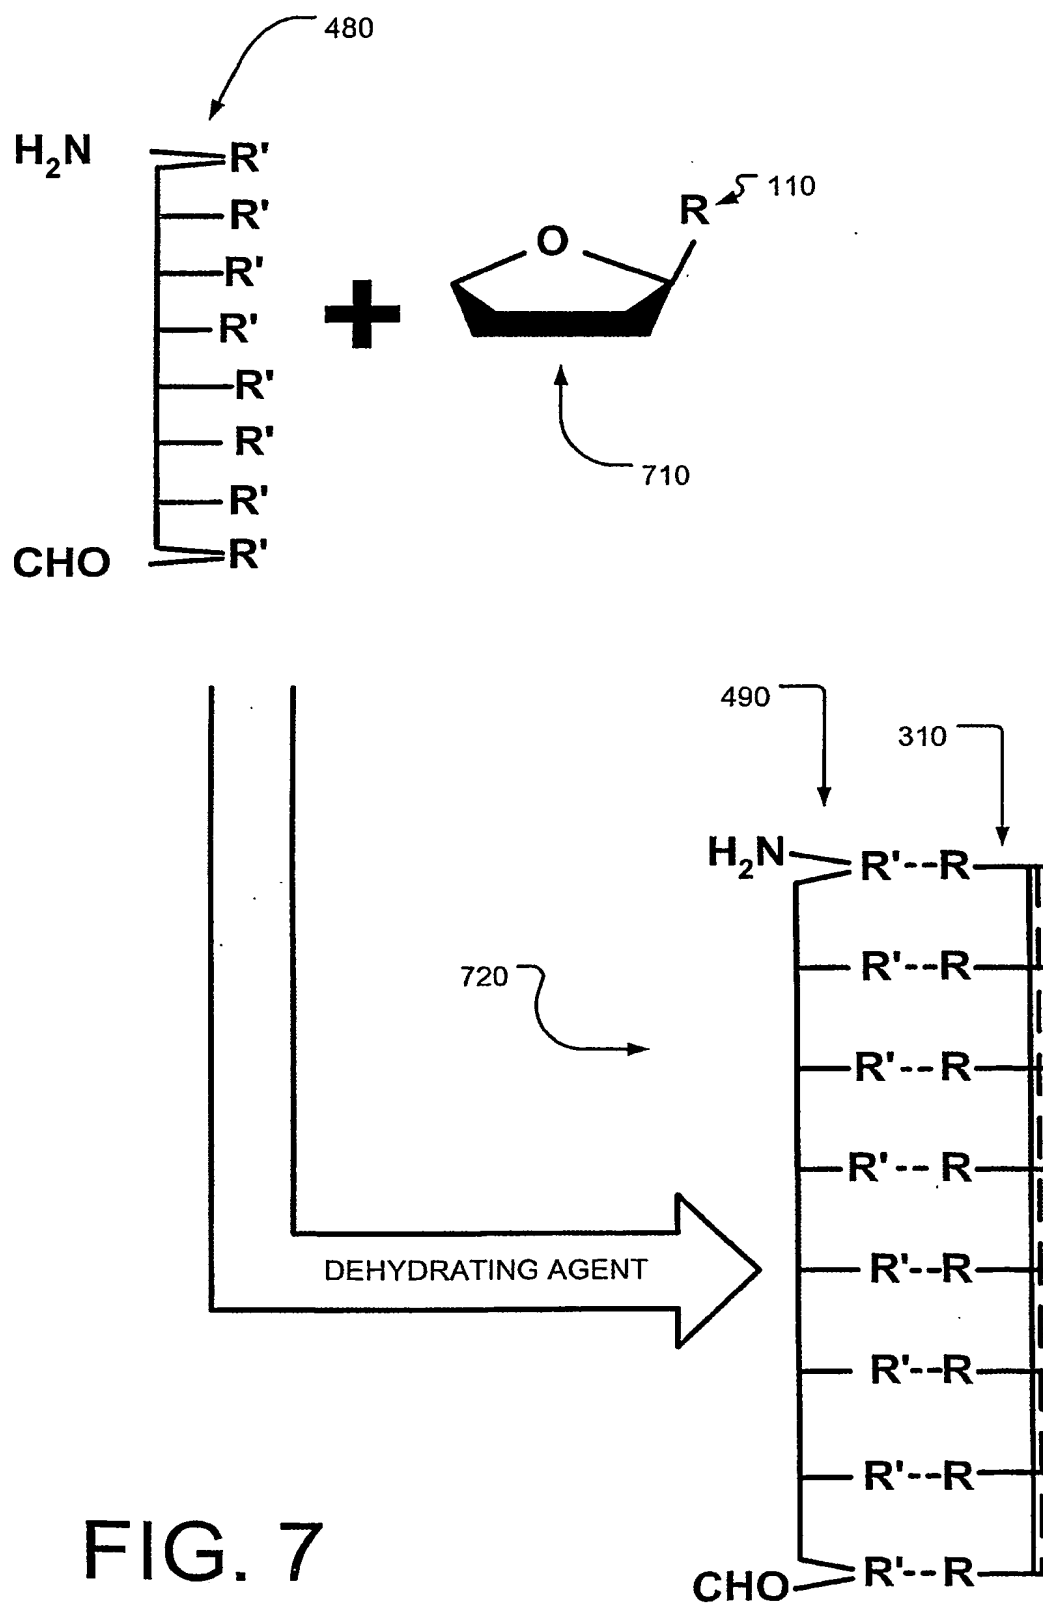 480
H₂N R'
R'
R'
R'
R'
R'
R'
CHO R'
+
O
R 110
710
490
310
H₂N R'--R
R'--R
R'--R
R'--R
R'--R
R'--R
R'--R
CHO R'--R
720
DEHYDRATING AGENT
FIG. 7